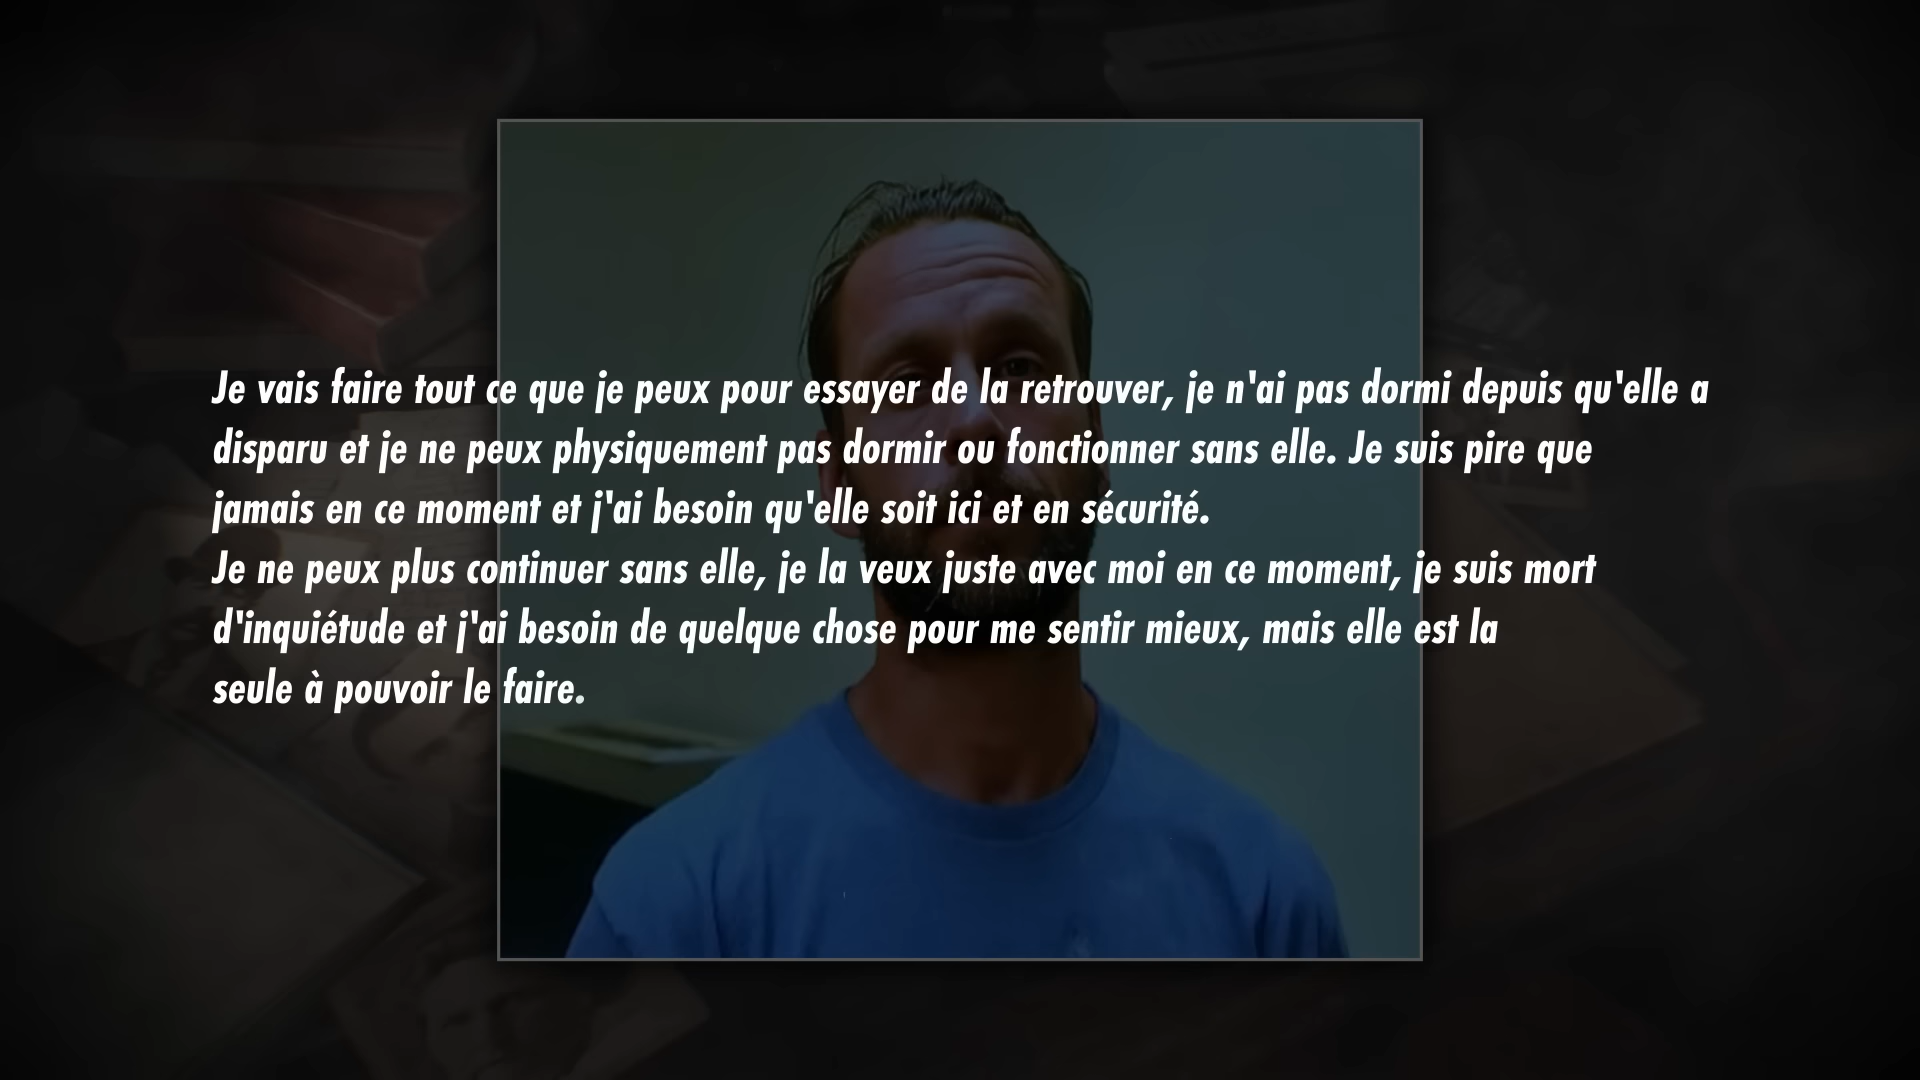 Je vais faire tout ce que je peux pour essayer de la retrouver, je n'ai pas dormi depuis qu'elle a
disparu et je ne peux physiquement pas dormir ou fonctionner sans elle. Je suis pire que
jamais en ce moment et j'ai besoin qu'elle soit ici et en sécurité.
Je ne peux plus continuer sans elle, je la veux juste avec moi en ce moment, je suis mort
d'inquiétude et j'ai besoin de quelque chose pour me sentir mieux, mais elle est la
seule à pouvoir le faire.